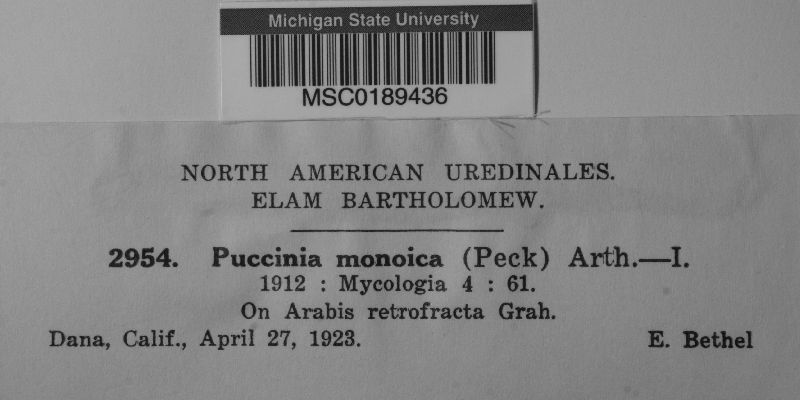 Michigan State University
MSC0189436
NORTH AMERICAN UREDINALES.
ELAM BARTHOLOMEW.
2954. Puccinia monoica (Peck) Arth.—I.
1912 : Mycologia 4 : 61.
On Arabis retrofracta Grah.
Dana, Calif., April 27, 1923. E. Bethel